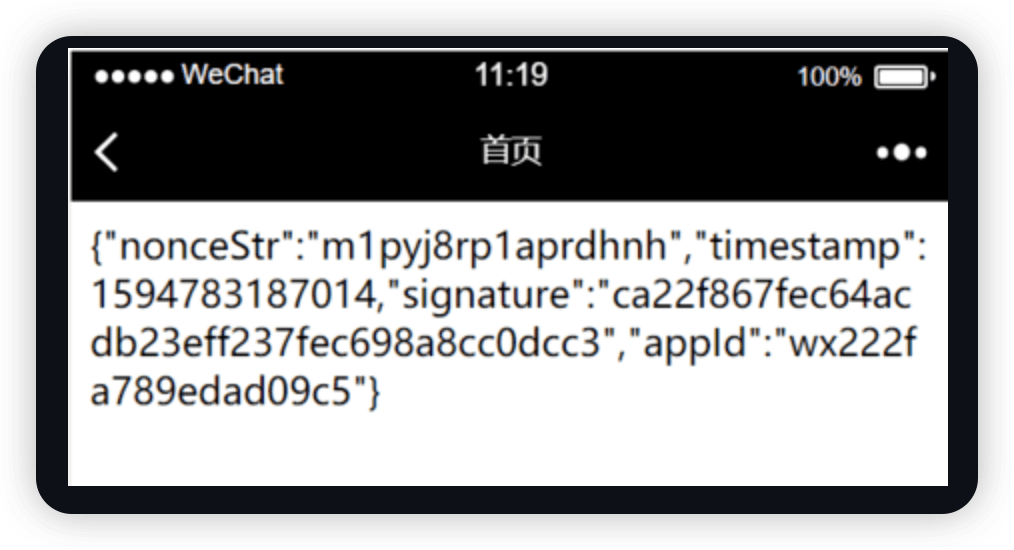 WeChat 11:19 100%
首页
{"nonceStr":"m1pyj8rp1aprdhnh","timestamp":
1594783187014,"signature":"ca22f867fec64ac
db23eff237fec698a8cc0dcc3","appId":"wx222f
a789edad09c5"}